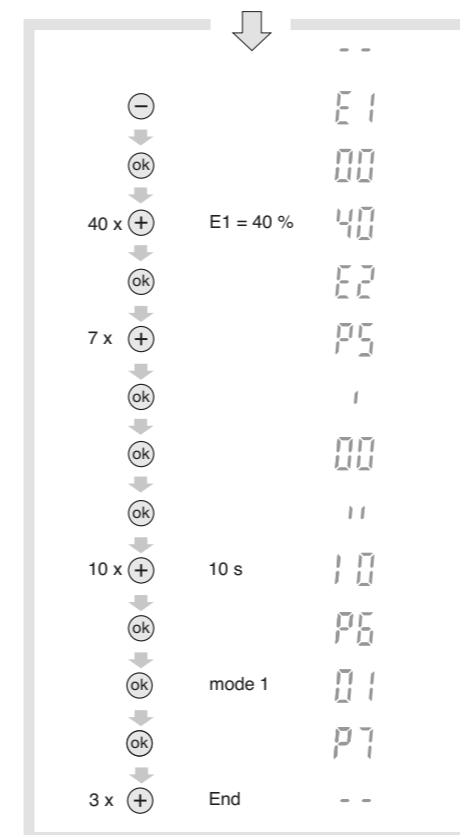 - -
− E1
ok 00
40 x + E1 = 40 % 40
ok E2
7 x + P5
ok '
ok 00
ok ''
10 x + 10 s 10
ok P6
ok mode 1 01
ok P7
3 x + End - -